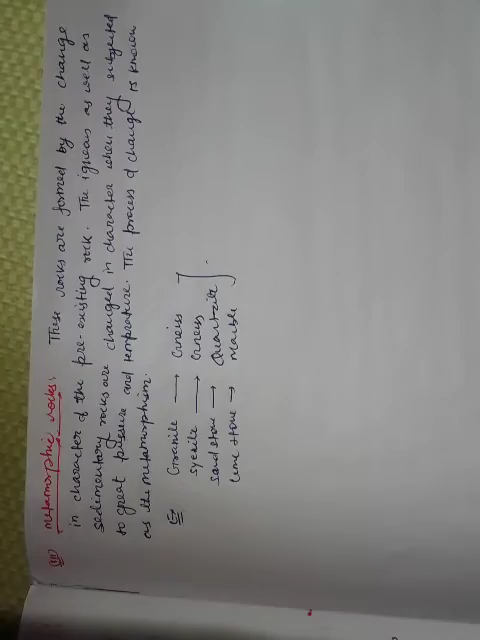 (iii) metamorphic rocks: These rocks are formed by the change
in character of the pre-existing rock. The igneous as well as
sedimentary rocks are changed in character when they subjected
to great pressure and temperature. The process of change is known
as the metamorphism.
Ex Granite → Gneiss
syenite → Gneiss
sand stone → Quartzite
lime stone → Marble